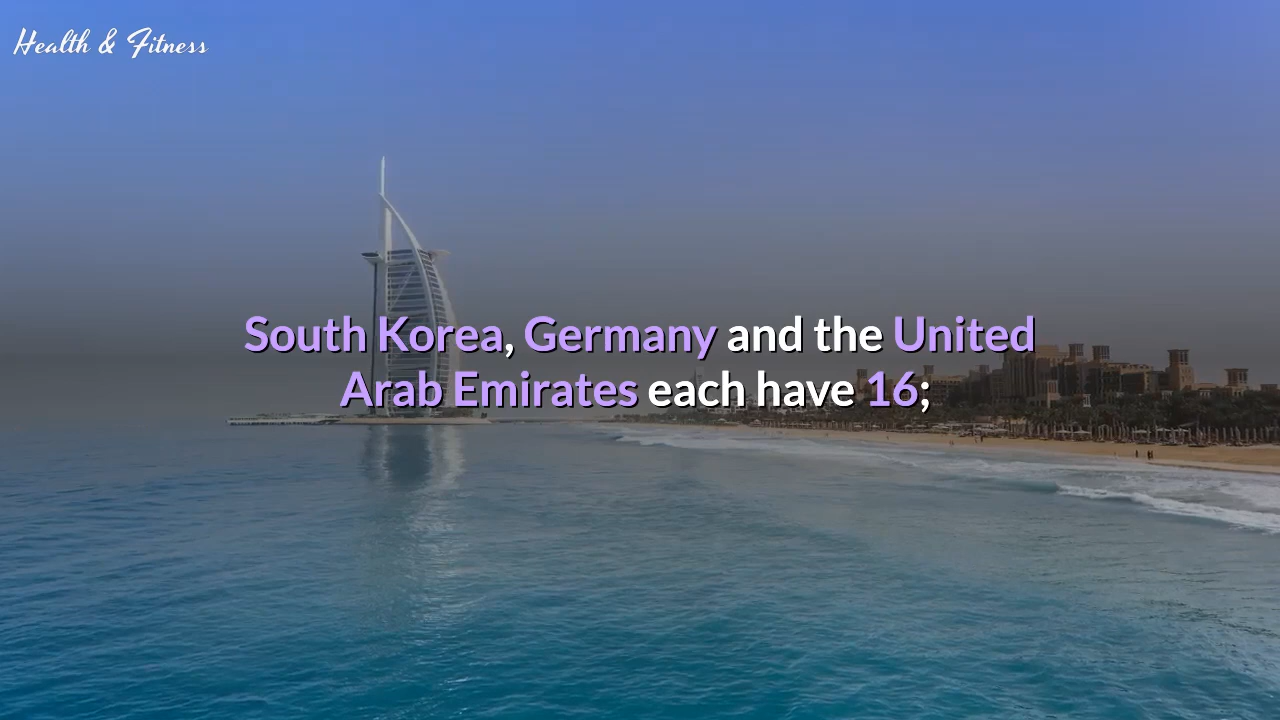 Health & Fitness
South Korea, Germany and the United
Arab Emirates each have 16;